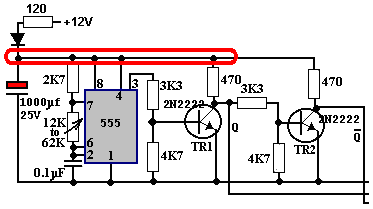 120
+12V
2K7
8
4
3
3K3
470
470
3K3
2N2222
2N2222
1000µf
25V
7
12K
to
62K
555
6
2
1
0.1µF
4K7
TR1
Q
4K7
TR2
Q̅